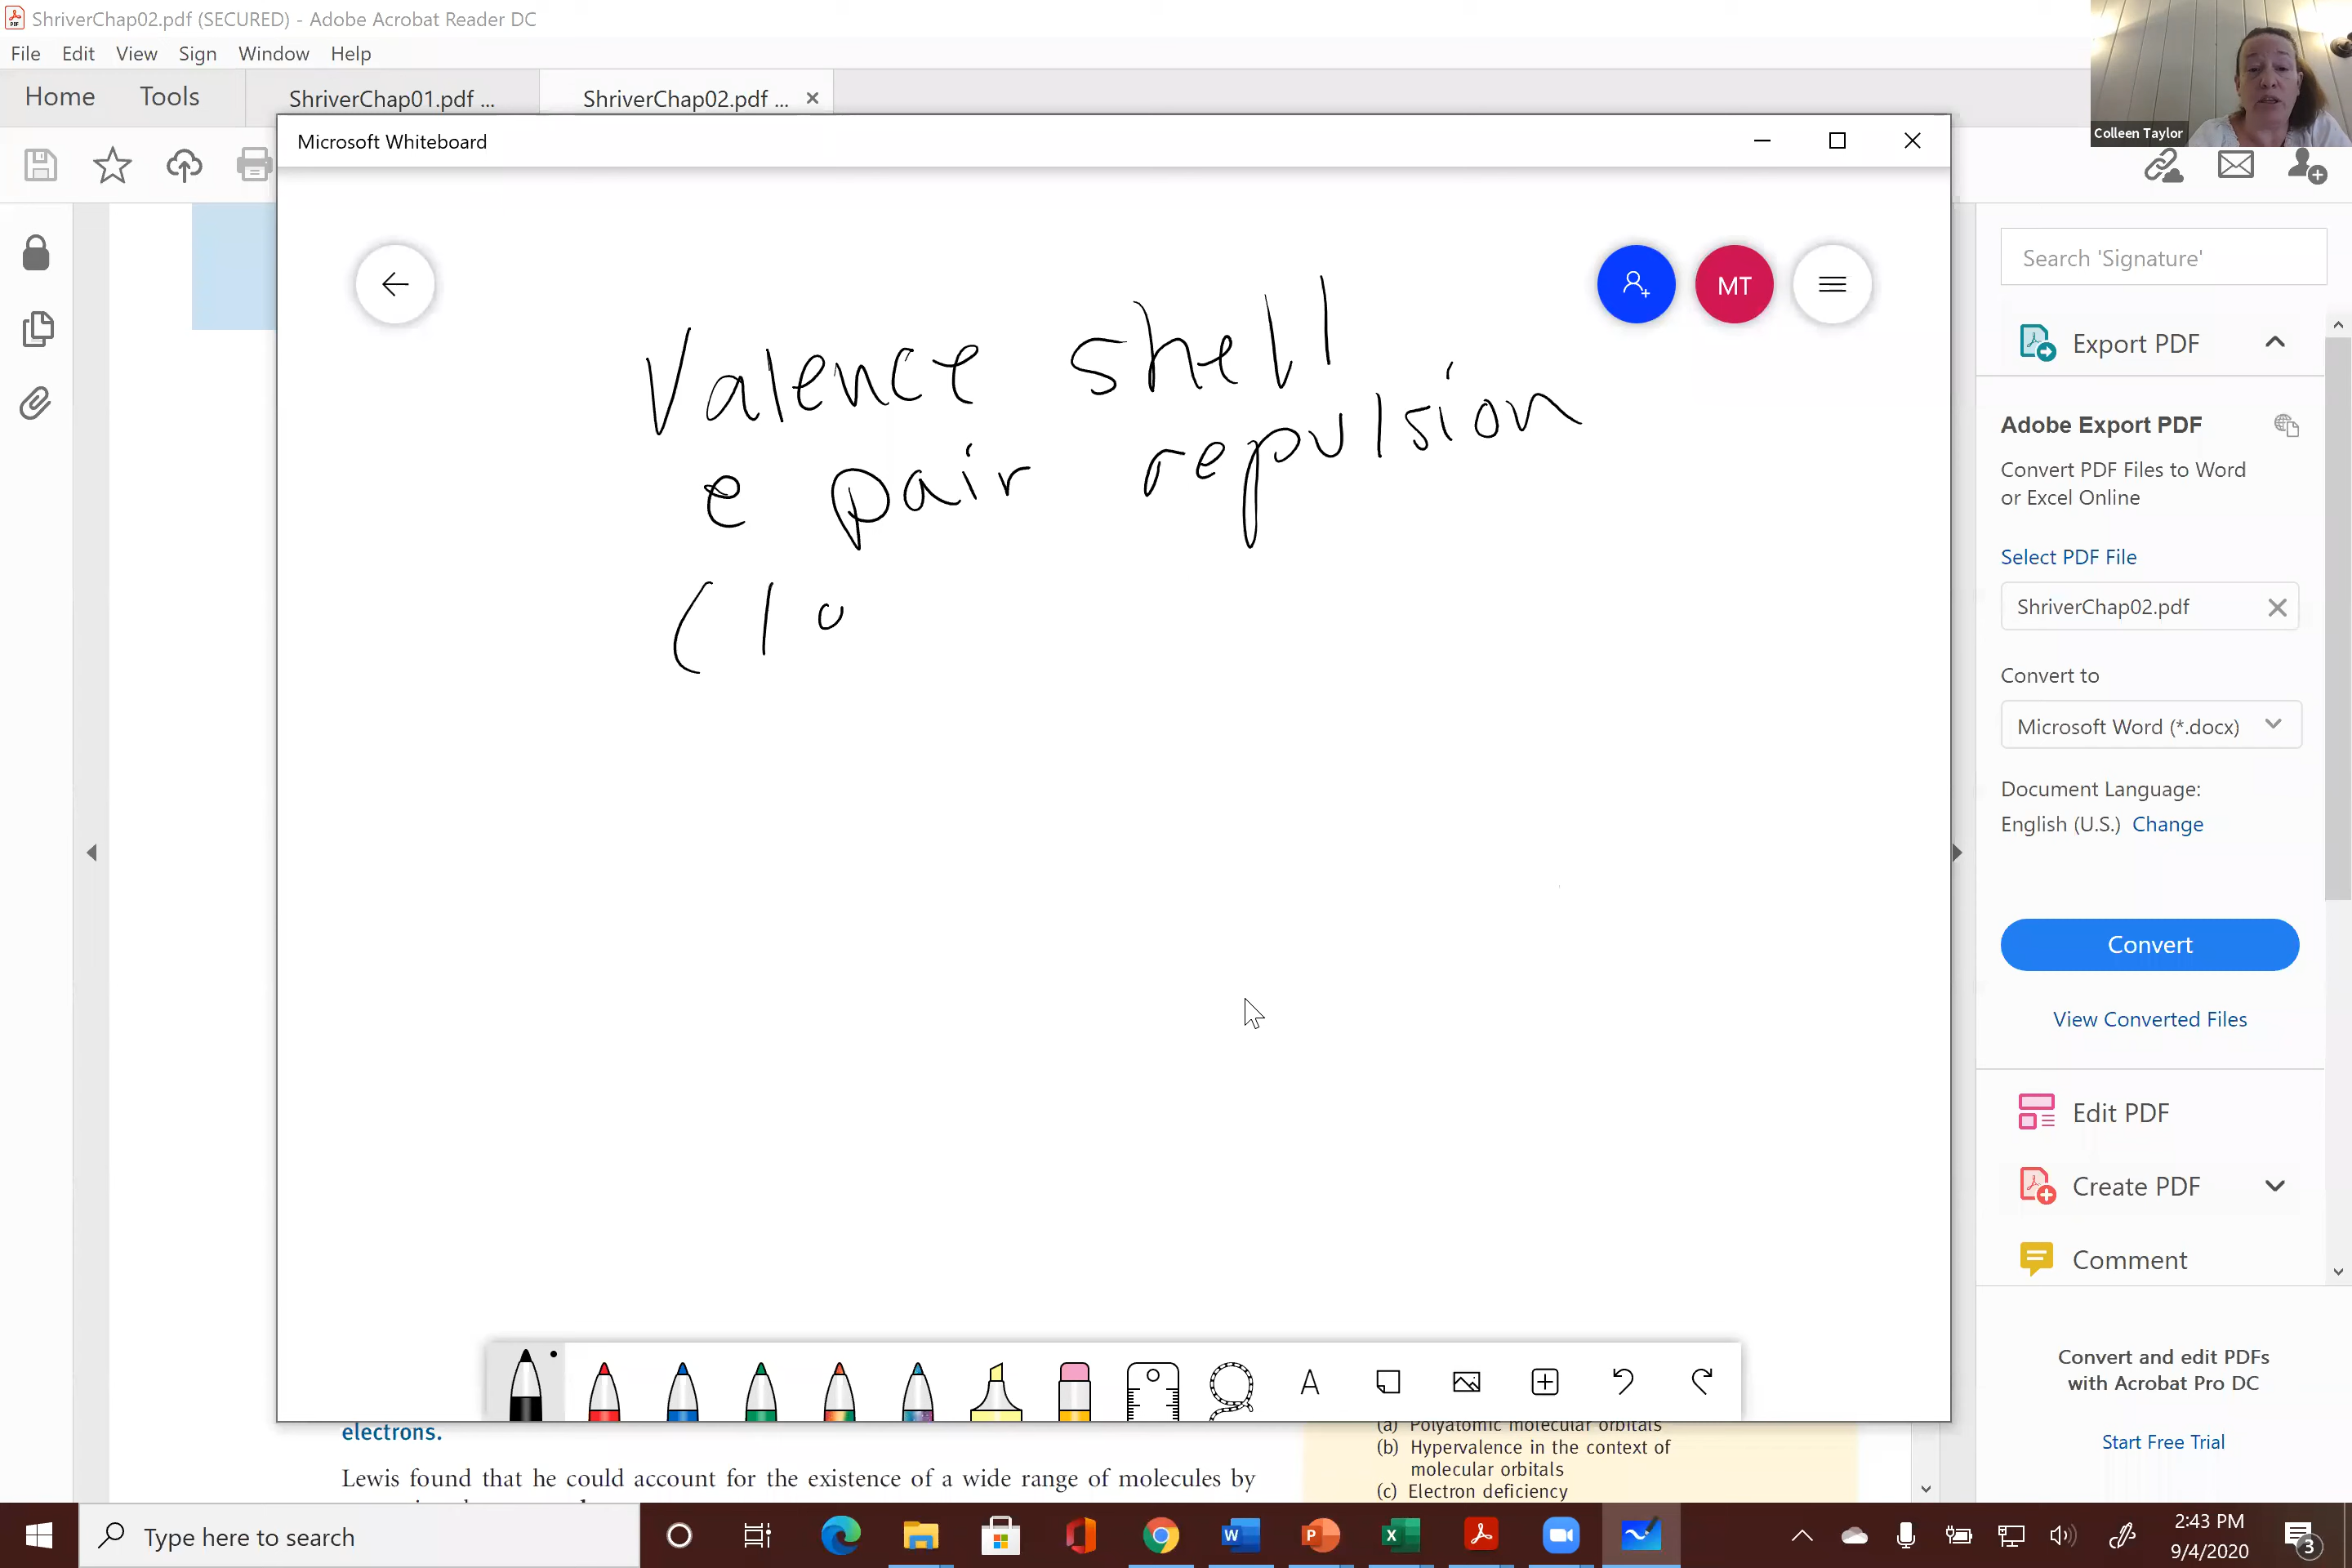 ShriverChap02.pdf (SECURED) - Adobe Acrobat Reader DC
File Edit View Sign Window Help
Home Tools ShriverChap01.pdf ... ShriverChap02.pdf ...
Colleen Taylor
Microsoft Whiteboard
MT
Valence shell
e pair repulsion
(lo
Search 'Signature'
Export PDF
Adobe Export PDF
Convert PDF Files to Word
or Excel Online
Select PDF File
ShriverChap02.pdf
Convert to
Microsoft Word (*.docx)
Document Language:
English (U.S.) Change
Convert
View Converted Files
Edit PDF
Create PDF
Comment
Convert and edit PDFs
with Acrobat Pro DC
Start Free Trial
electrons.
Lewis found that he could account for the existence of a wide range of molecules by
(a) Polyatomic molecular orbitals
(b) Hypervalence in the context of
molecular orbitals
(c) Electron deficiency
Type here to search
2:43 PM
9/4/2020
3